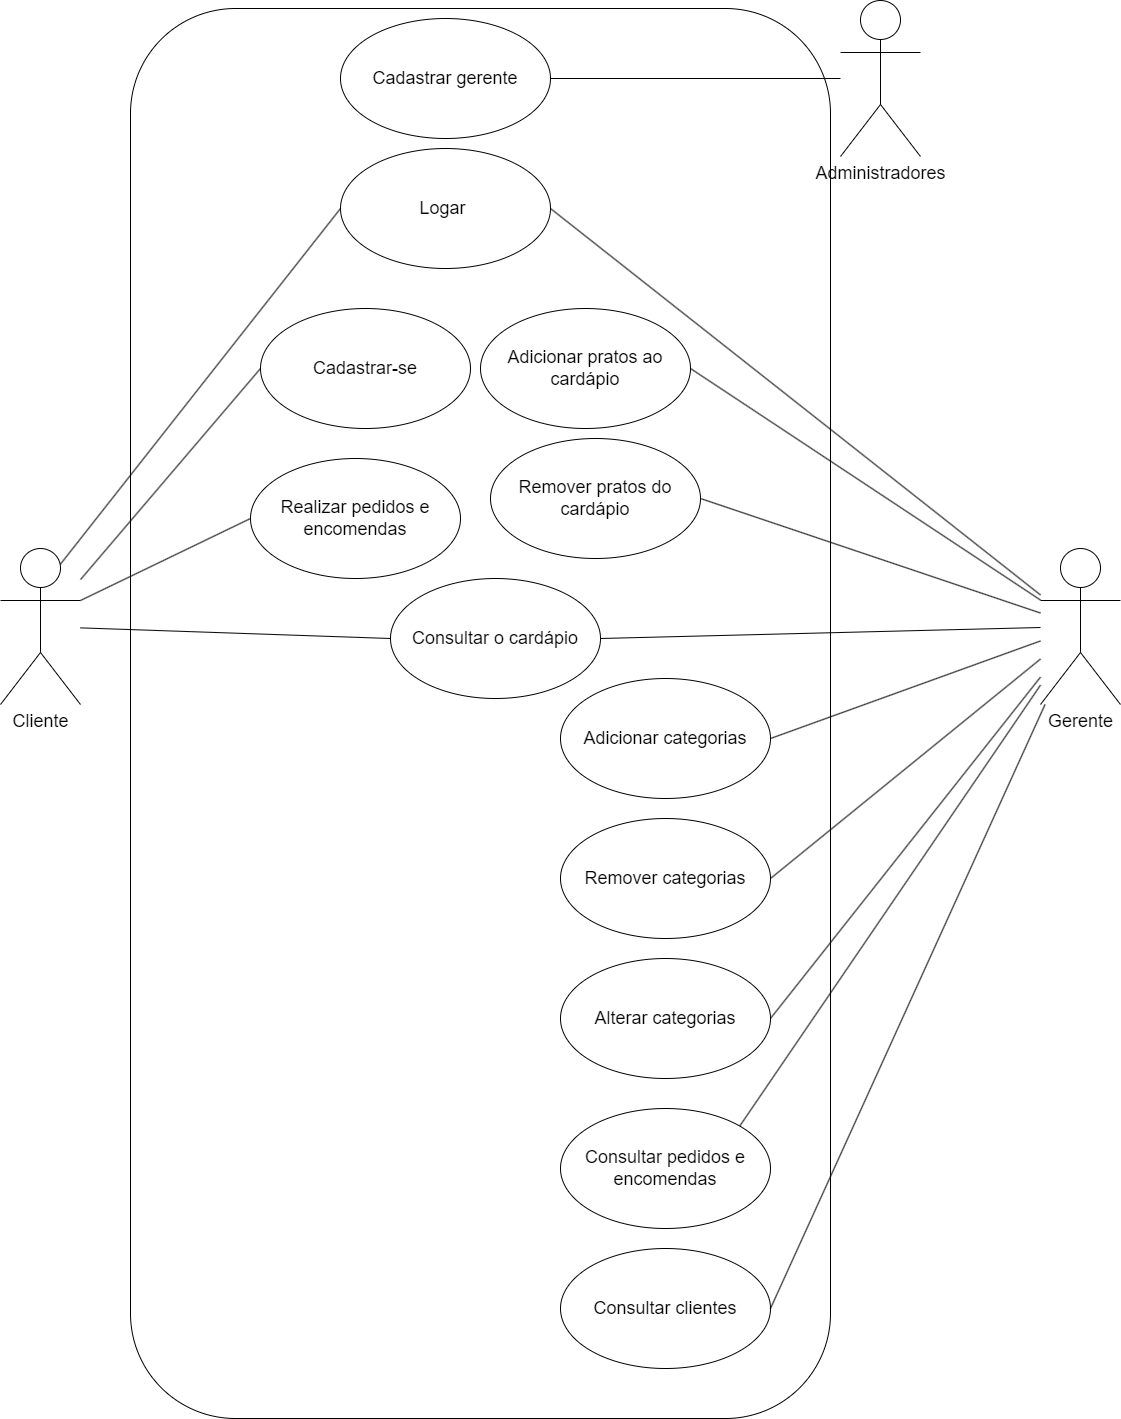 Cadastrar gerente
Administradores
Logar
Cadastrar-se
Adicionar pratos ao
cardápio
Realizar pedidos e
encomendas
Remover pratos do
cardápio
Consultar o cardápio
Cliente
Gerente
Adicionar categorias
Remover categorias
Alterar categorias
Consultar pedidos e
encomendas
Consultar clientes